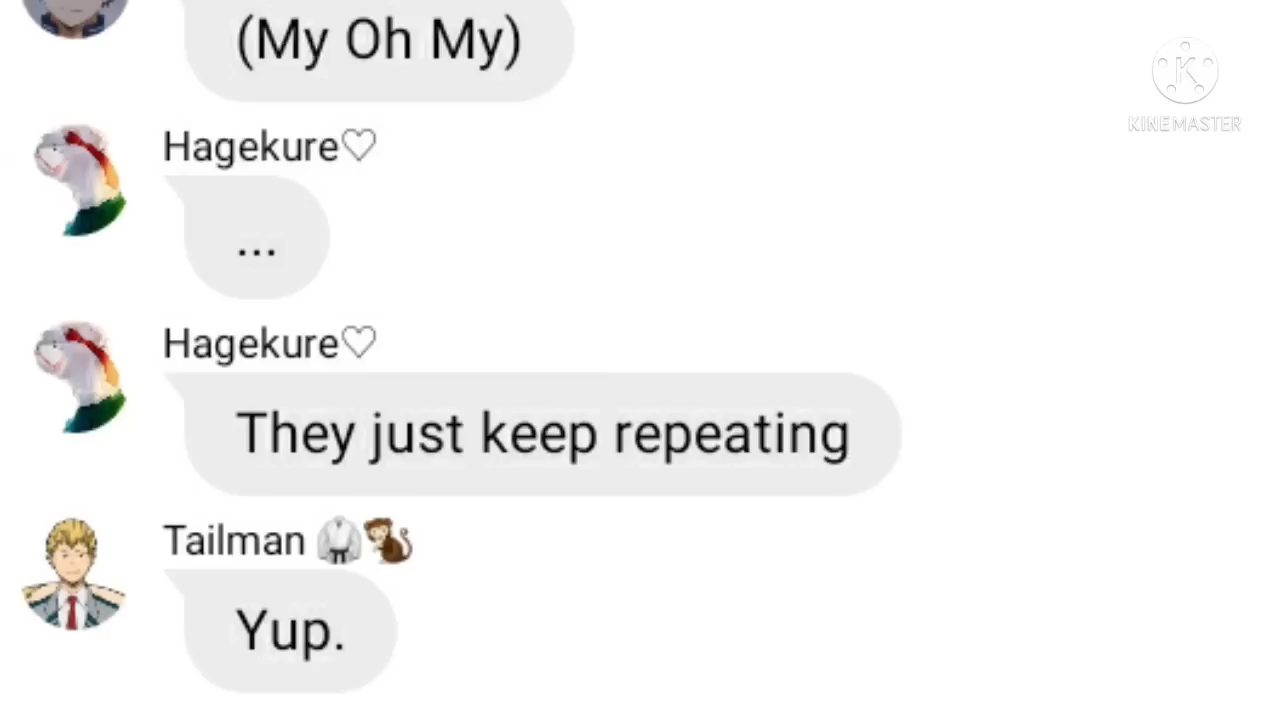 (My Oh My)
KINEMASTER
Hagekure♡
...
Hagekure♡
They just keep repeating
Tailman 🥋🐒
Yup.